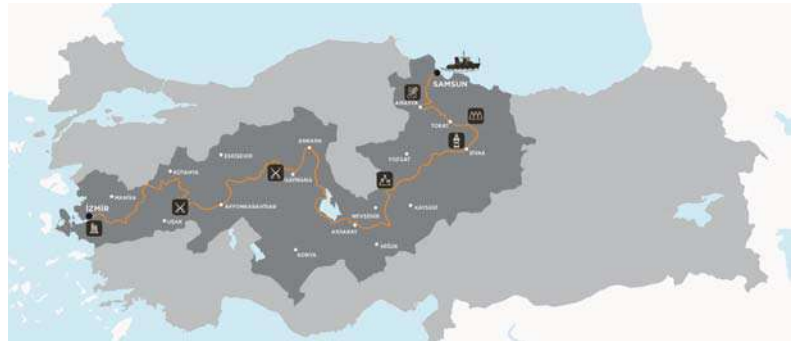 SAMSUN
AMASYA
TOKAT
SİVAS
ANKARA
YOZGAT
ESKİŞEHİR
KÜTAHYA
HAYMANA
MANİSA
KAYSERİ
NEVŞEHİR
İZMİR
UŞAK
AFYONKARAHİSAR
AKSARAY
NİĞDE
KONYA